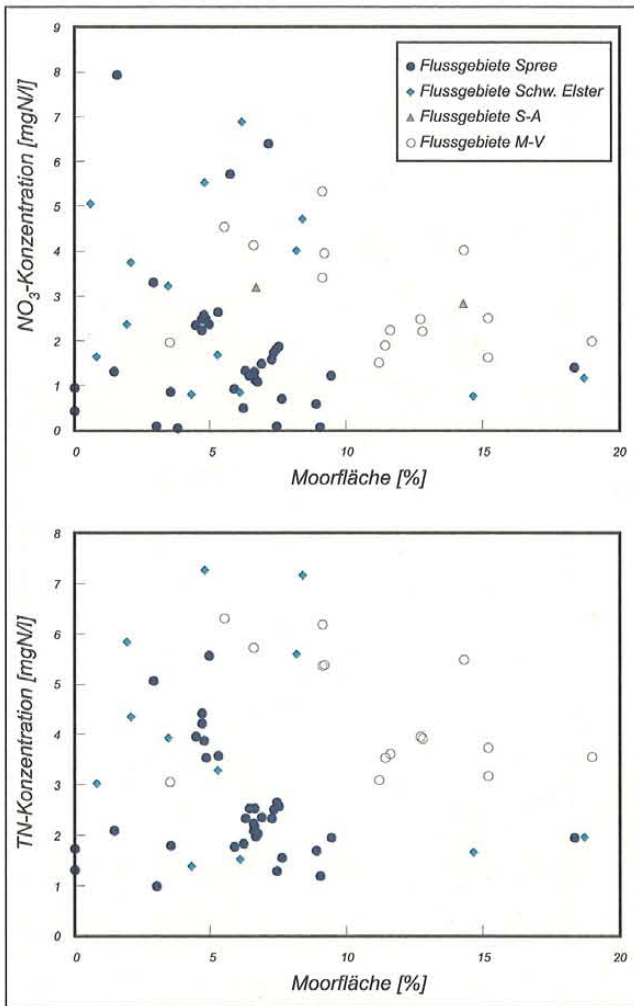 9
8
7
6
5
4
3
2
1
0
NO₃-Konzentration [mgN/l]
Flussgebiete Spree
Flussgebiete Schw. Elster
Flussgebiete S-A
Flussgebiete M-V
0 5 10 15 20
Moorfläche [%]
8
7
6
5
4
3
2
1
0
TN-Konzentration [mgN/l]
0 5 10 15 20
Moorfläche [%]